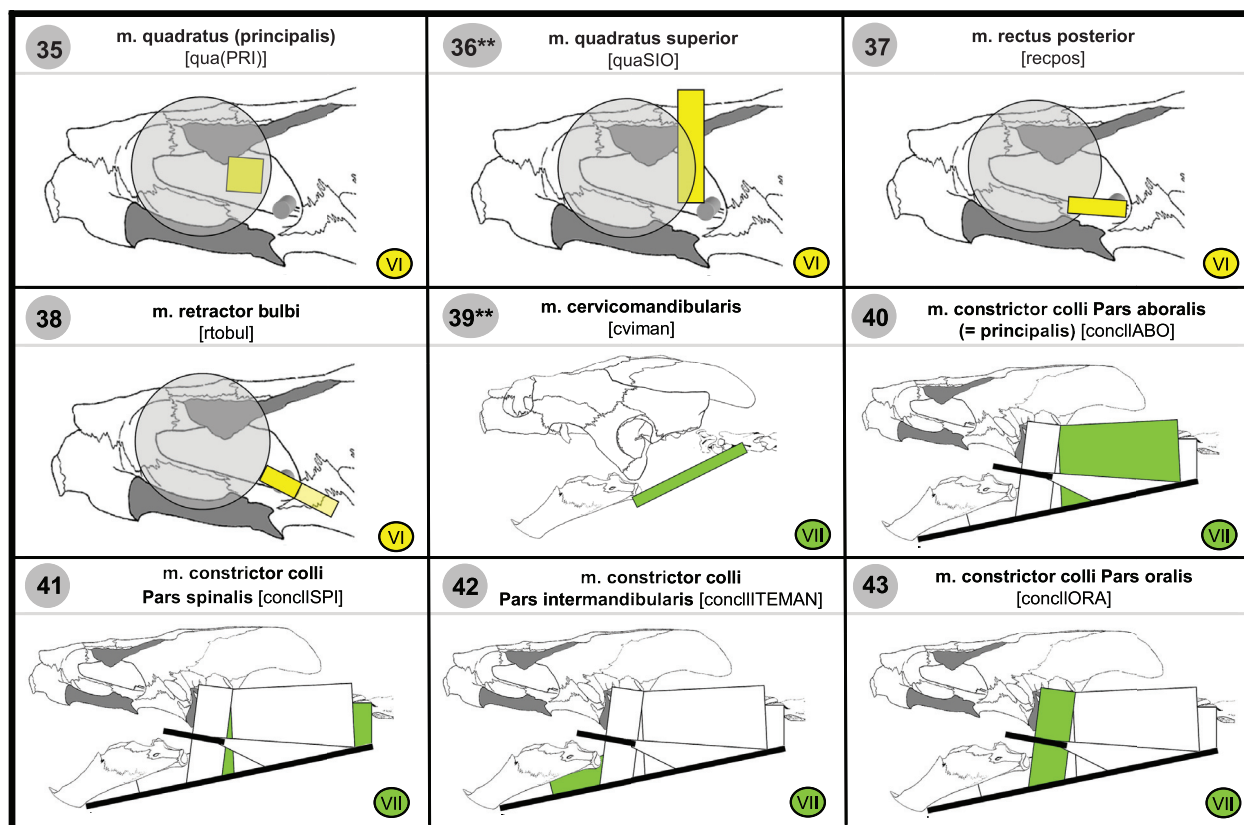 35
m. quadratus (principalis)
[qua(PRI)]
VI
36**
m. quadratus superior
[quaSIO]
VI
37
m. rectus posterior
[recpos]
VI
38
m. retractor bulbi
[rtobul]
VI
39**
m. cervicomandibularis
[cviman]
VII
40
m. constrictor colli Pars aboralis
(= principalis) [concllABO]
VII
41
m. constrictor colli
Pars spinalis [concllSPI]
VII
42
m. constrictor colli
Pars intermandibularis [concllITEMAN]
VII
43
m. constrictor colli Pars oralis
[concllORA]
VII